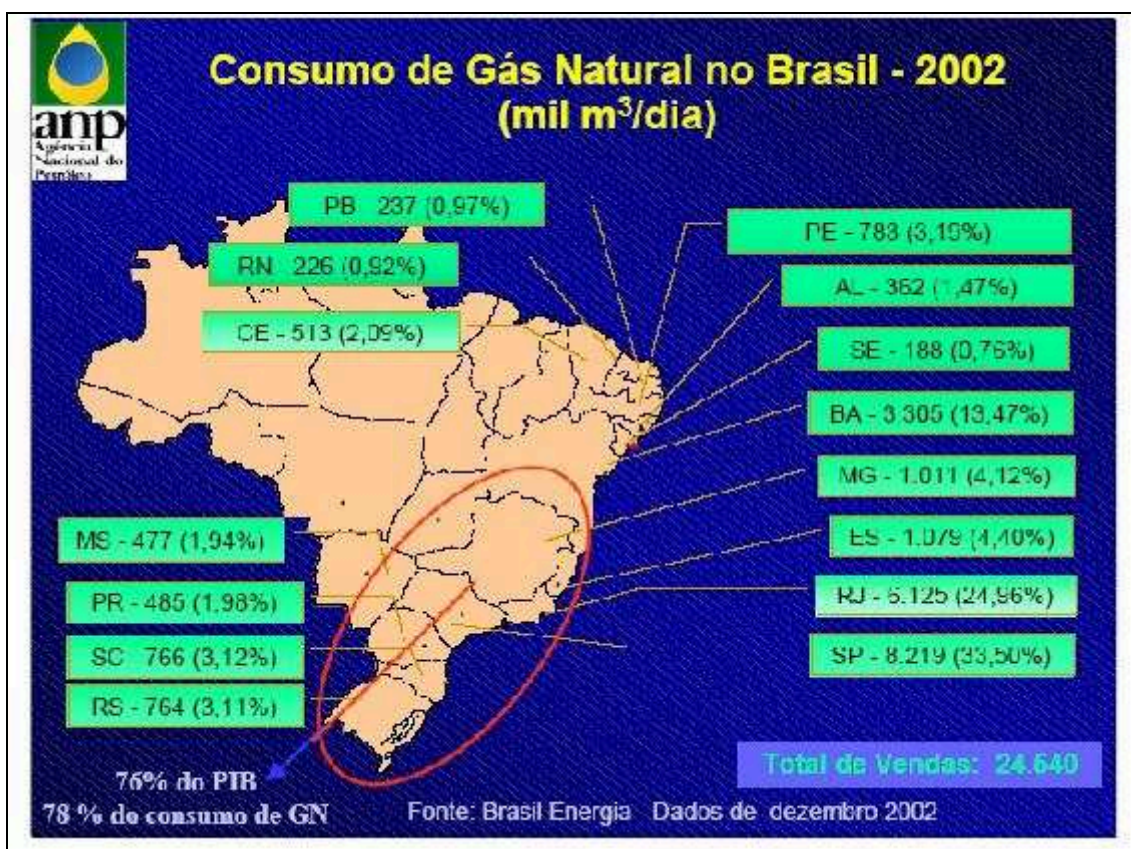 Consumo de Gás Natural no Brasil - 2002
(mil m³/dia)
anp
Agência
Nacional do
Petróleo
PB 237 (0,97%)
RN 226 (0,92%)
CE - 513 (2,09%)
PE - 783 (3,19%)
AL - 362 (1,47%)
SE - 188 (0,76%)
BA - 3.305 (13,47%)
MG - 1.011 (4,12%)
ES - 1.079 (4,40%)
RJ - 6.125 (24,96%)
SP - 8.219 (33,50%)
MS - 477 (1,94%)
PR - 485 (1,98%)
SC 766 (3,12%)
RS - 764 (3,11%)
76% do PIB
78 % do consumo de GN
Total de Vendas: 24.540
Fonte: Brasil Energia Dados de dezembro 2002